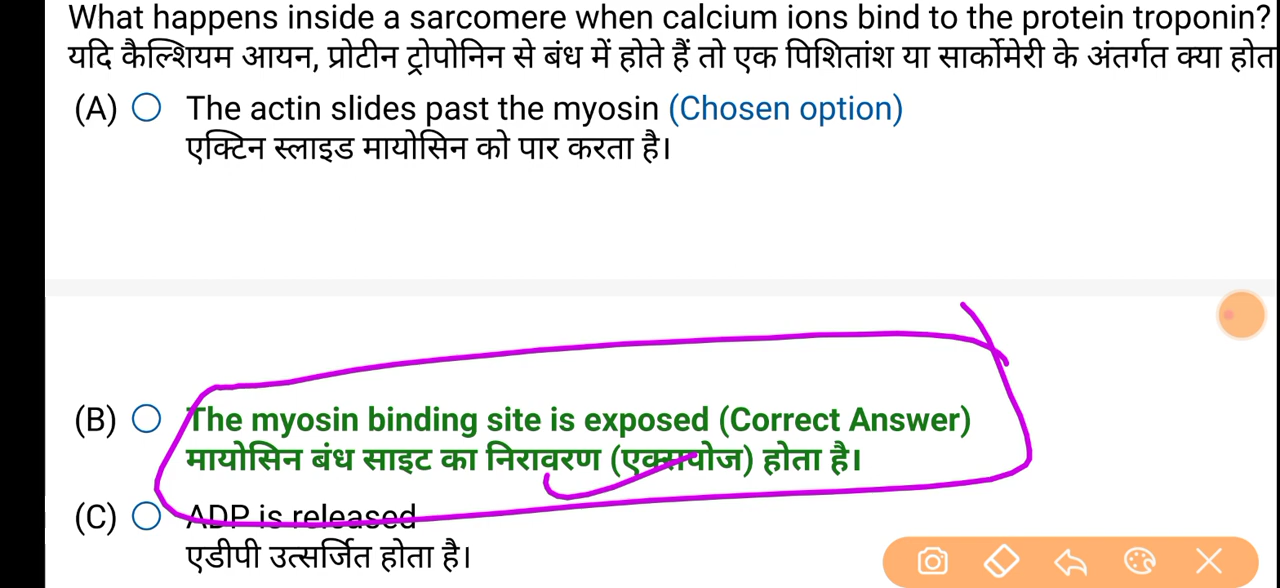 What happens inside a sarcomere when calcium ions bind to the protein troponin?
यदि कैल्शियम आयन, प्रोटीन ट्रोपोनिन से बंध में होते हैं तो एक पिशितांश या सार्कोमेरी के अंतर्गत क्या होत
(A) The actin slides past the myosin (Chosen option)
एक्टिन स्लाइड मायोसिन को पार करता है।
(B) The myosin binding site is exposed (Correct Answer)
मायोसिन बंध साइट का निरावरण (एक्सपोज) होता है।
(C) ADP is released
एडीपी उत्सर्जित होता है।